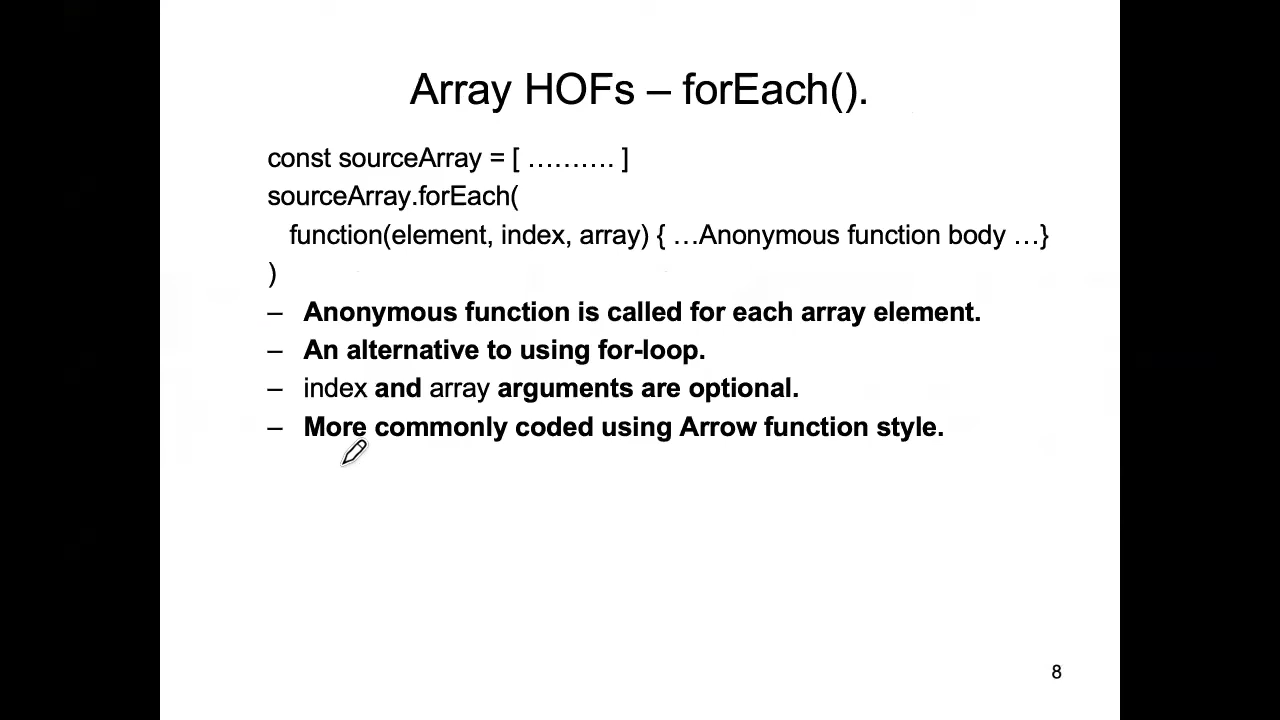 Array HOFs – forEach().
const sourceArray = [ ………. ]
sourceArray.forEach(
function(element, index, array) { …Anonymous function body …}
)
– Anonymous function is called for each array element.
– An alternative to using for-loop.
– index and array arguments are optional.
– More commonly coded using Arrow function style.
8